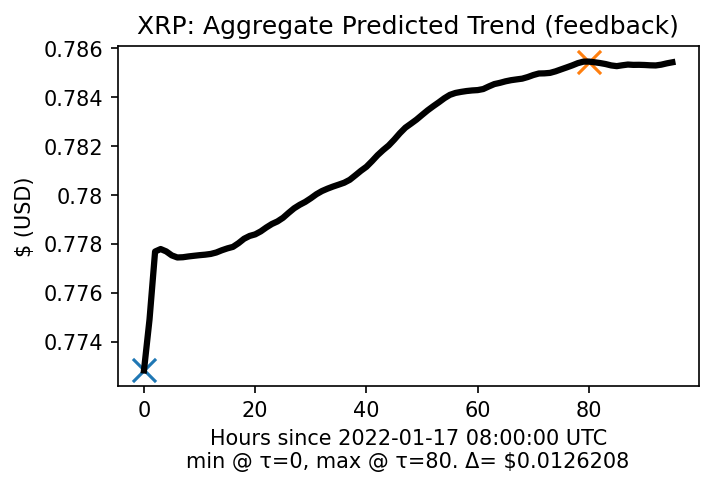 XRP: Aggregate Predicted Trend (feedback)
0.786
0.784
0.782
0.78
0.778
0.776
0.774
$ (USD)
0 20 40 60 80
Hours since 2022-01-17 08:00:00 UTC
min @ τ=0, max @ τ=80. Δ= $0.0126208